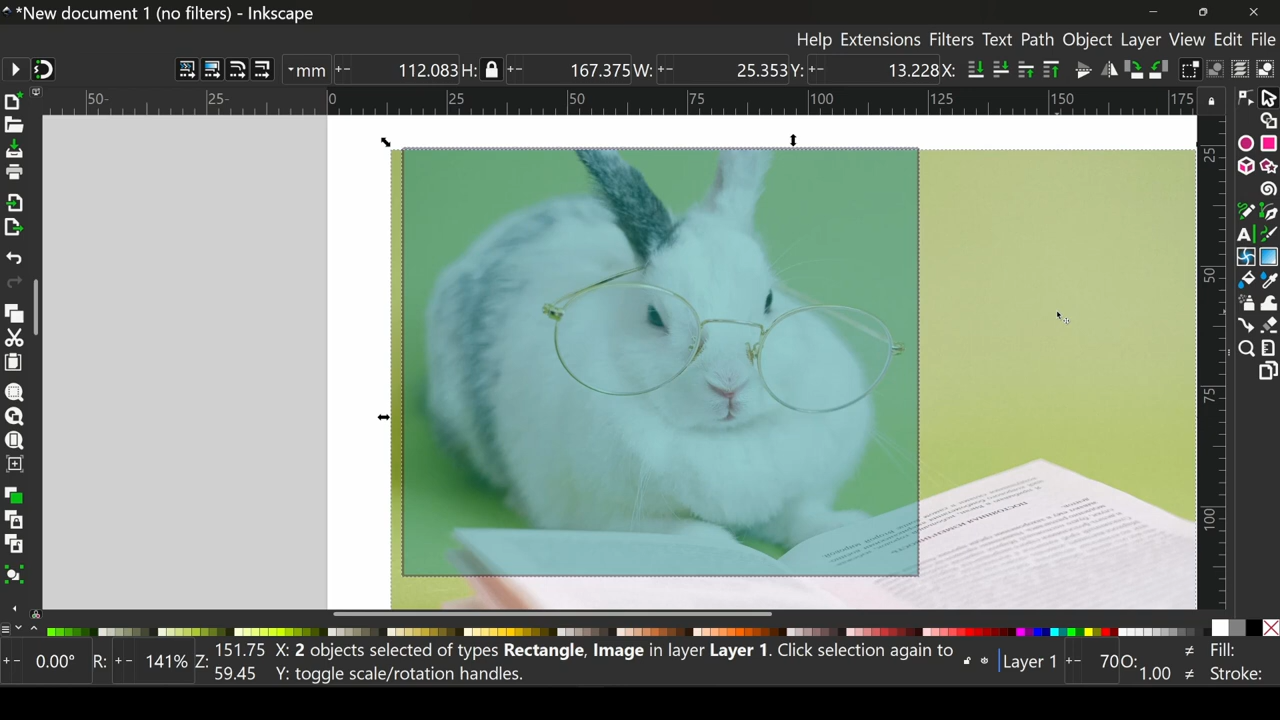 *New document 1 (no filters) - Inkscape
Help Extensions Filters Text Path Object Layer View Edit File
mm +- 112.083 H: +- 167.375 W: +- 25.353 Y: +- 13.228 X:
50 25 0 25 50 75 100 125 150 175
25
50
75
100
0.00° R: +- 141% Z: 151.75 X: 2 objects selected of types Rectangle, Image in layer Layer 1. Click selection again to Layer 1 +- 70 O: ≠ Fill:
59.45 Y: toggle scale/rotation handles. 1.00 ≠ Stroke: